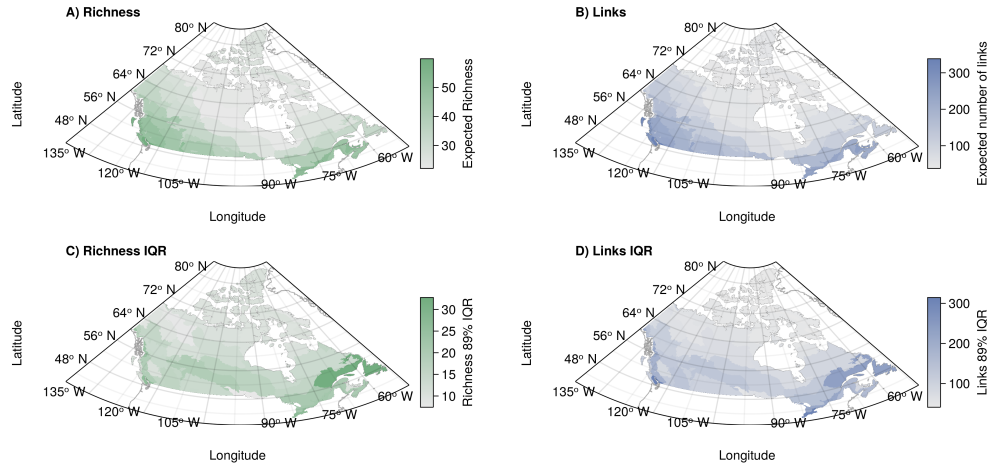 A) Richness
80° N
72° N
64° N
56° N
48° N
135° W
120° W
105° W
90° W
75° W
60° W
Latitude
Longitude
50
40
30
Expected Richness
B) Links
80° N
72° N
64° N
56° N
48° N
135° W
120° W
105° W
90° W
75° W
60° W
Latitude
Longitude
300
200
100
Expected number of links
C) Richness IQR
80° N
72° N
64° N
56° N
48° N
135° W
120° W
105° W
90° W
75° W
60° W
Latitude
Longitude
30
25
20
15
10
Richness 89% IQR
D) Links IQR
80° N
72° N
64° N
56° N
48° N
135° W
120° W
105° W
90° W
75° W
60° W
Latitude
Longitude
300
200
100
Links 89% IQR